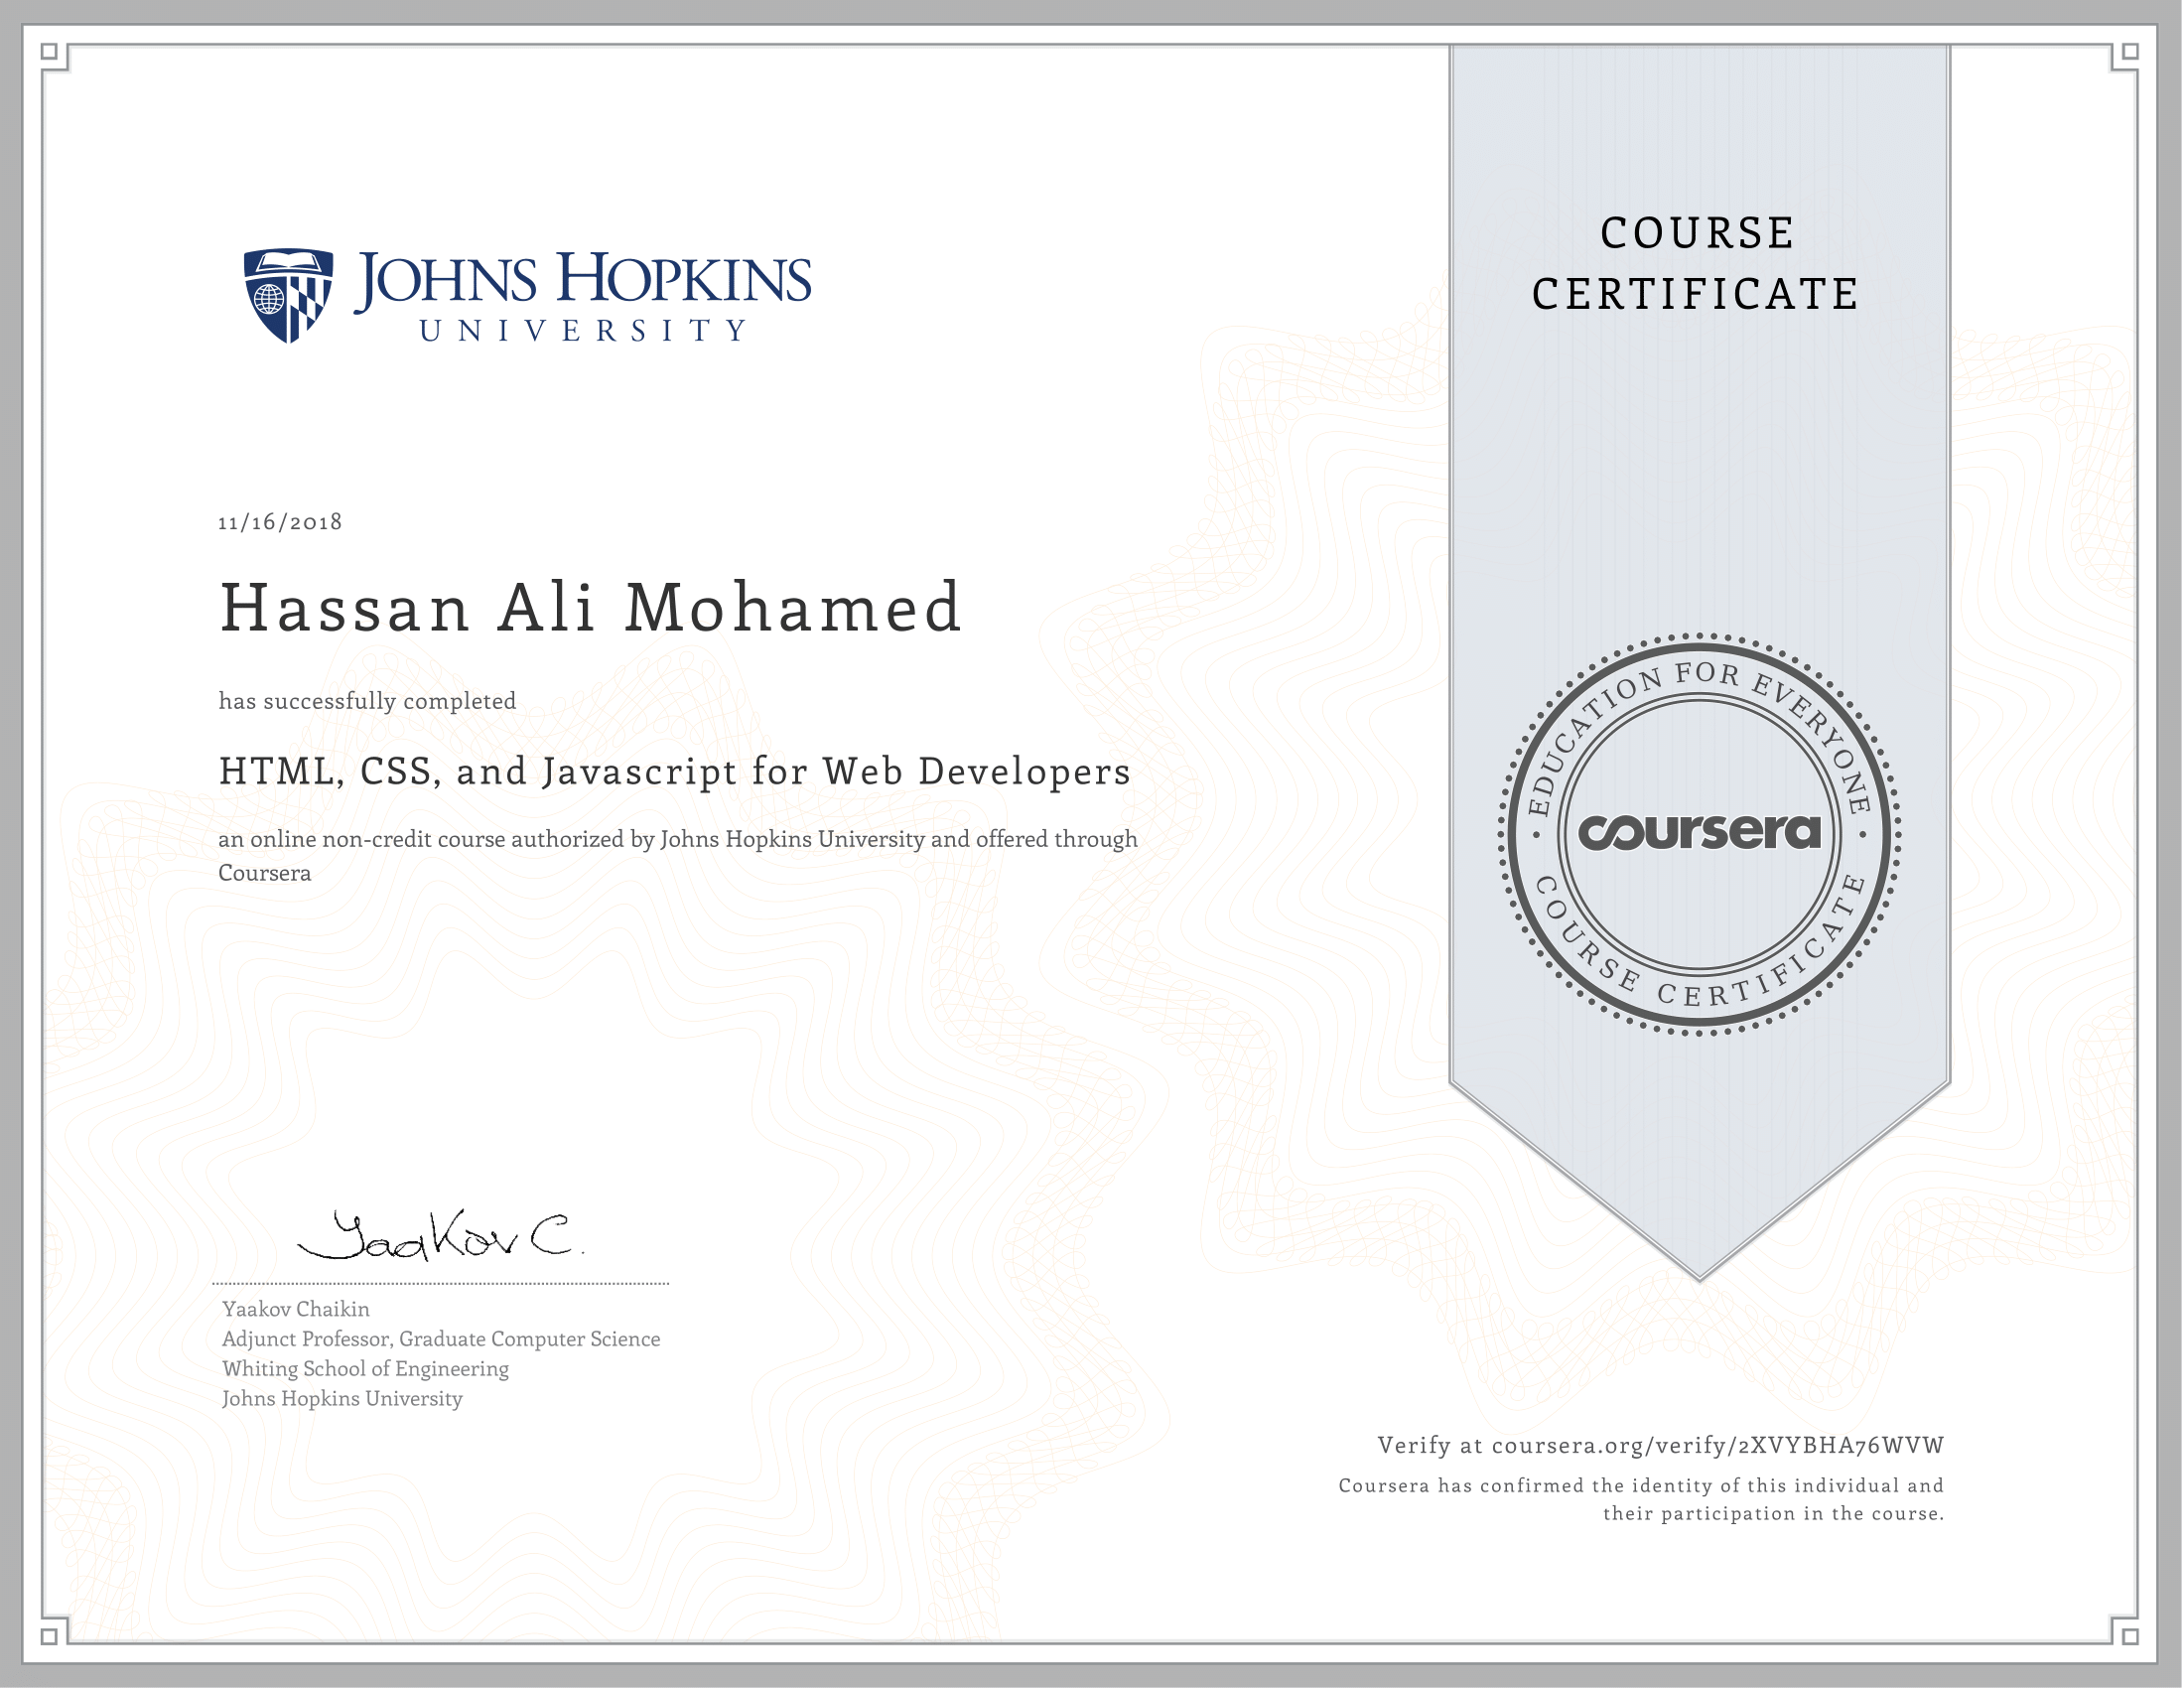 JOHNS HOPKINS
UNIVERSITY
COURSE
CERTIFICATE
11/16/2018
Hassan Ali Mohamed
has successfully completed
HTML, CSS, and Javascript for Web Developers
an online non-credit course authorized by Johns Hopkins University and offered through
Coursera
EDUCATION FOR EVERYONE
coursera
COURSE CERTIFICATE
Yaakov C.
Yaakov Chaikin
Adjunct Professor, Graduate Computer Science
Whiting School of Engineering
Johns Hopkins University
Verify at coursera.org/verify/2XVYBHA76WVW
Coursera has confirmed the identity of this individual and
their participation in the course.